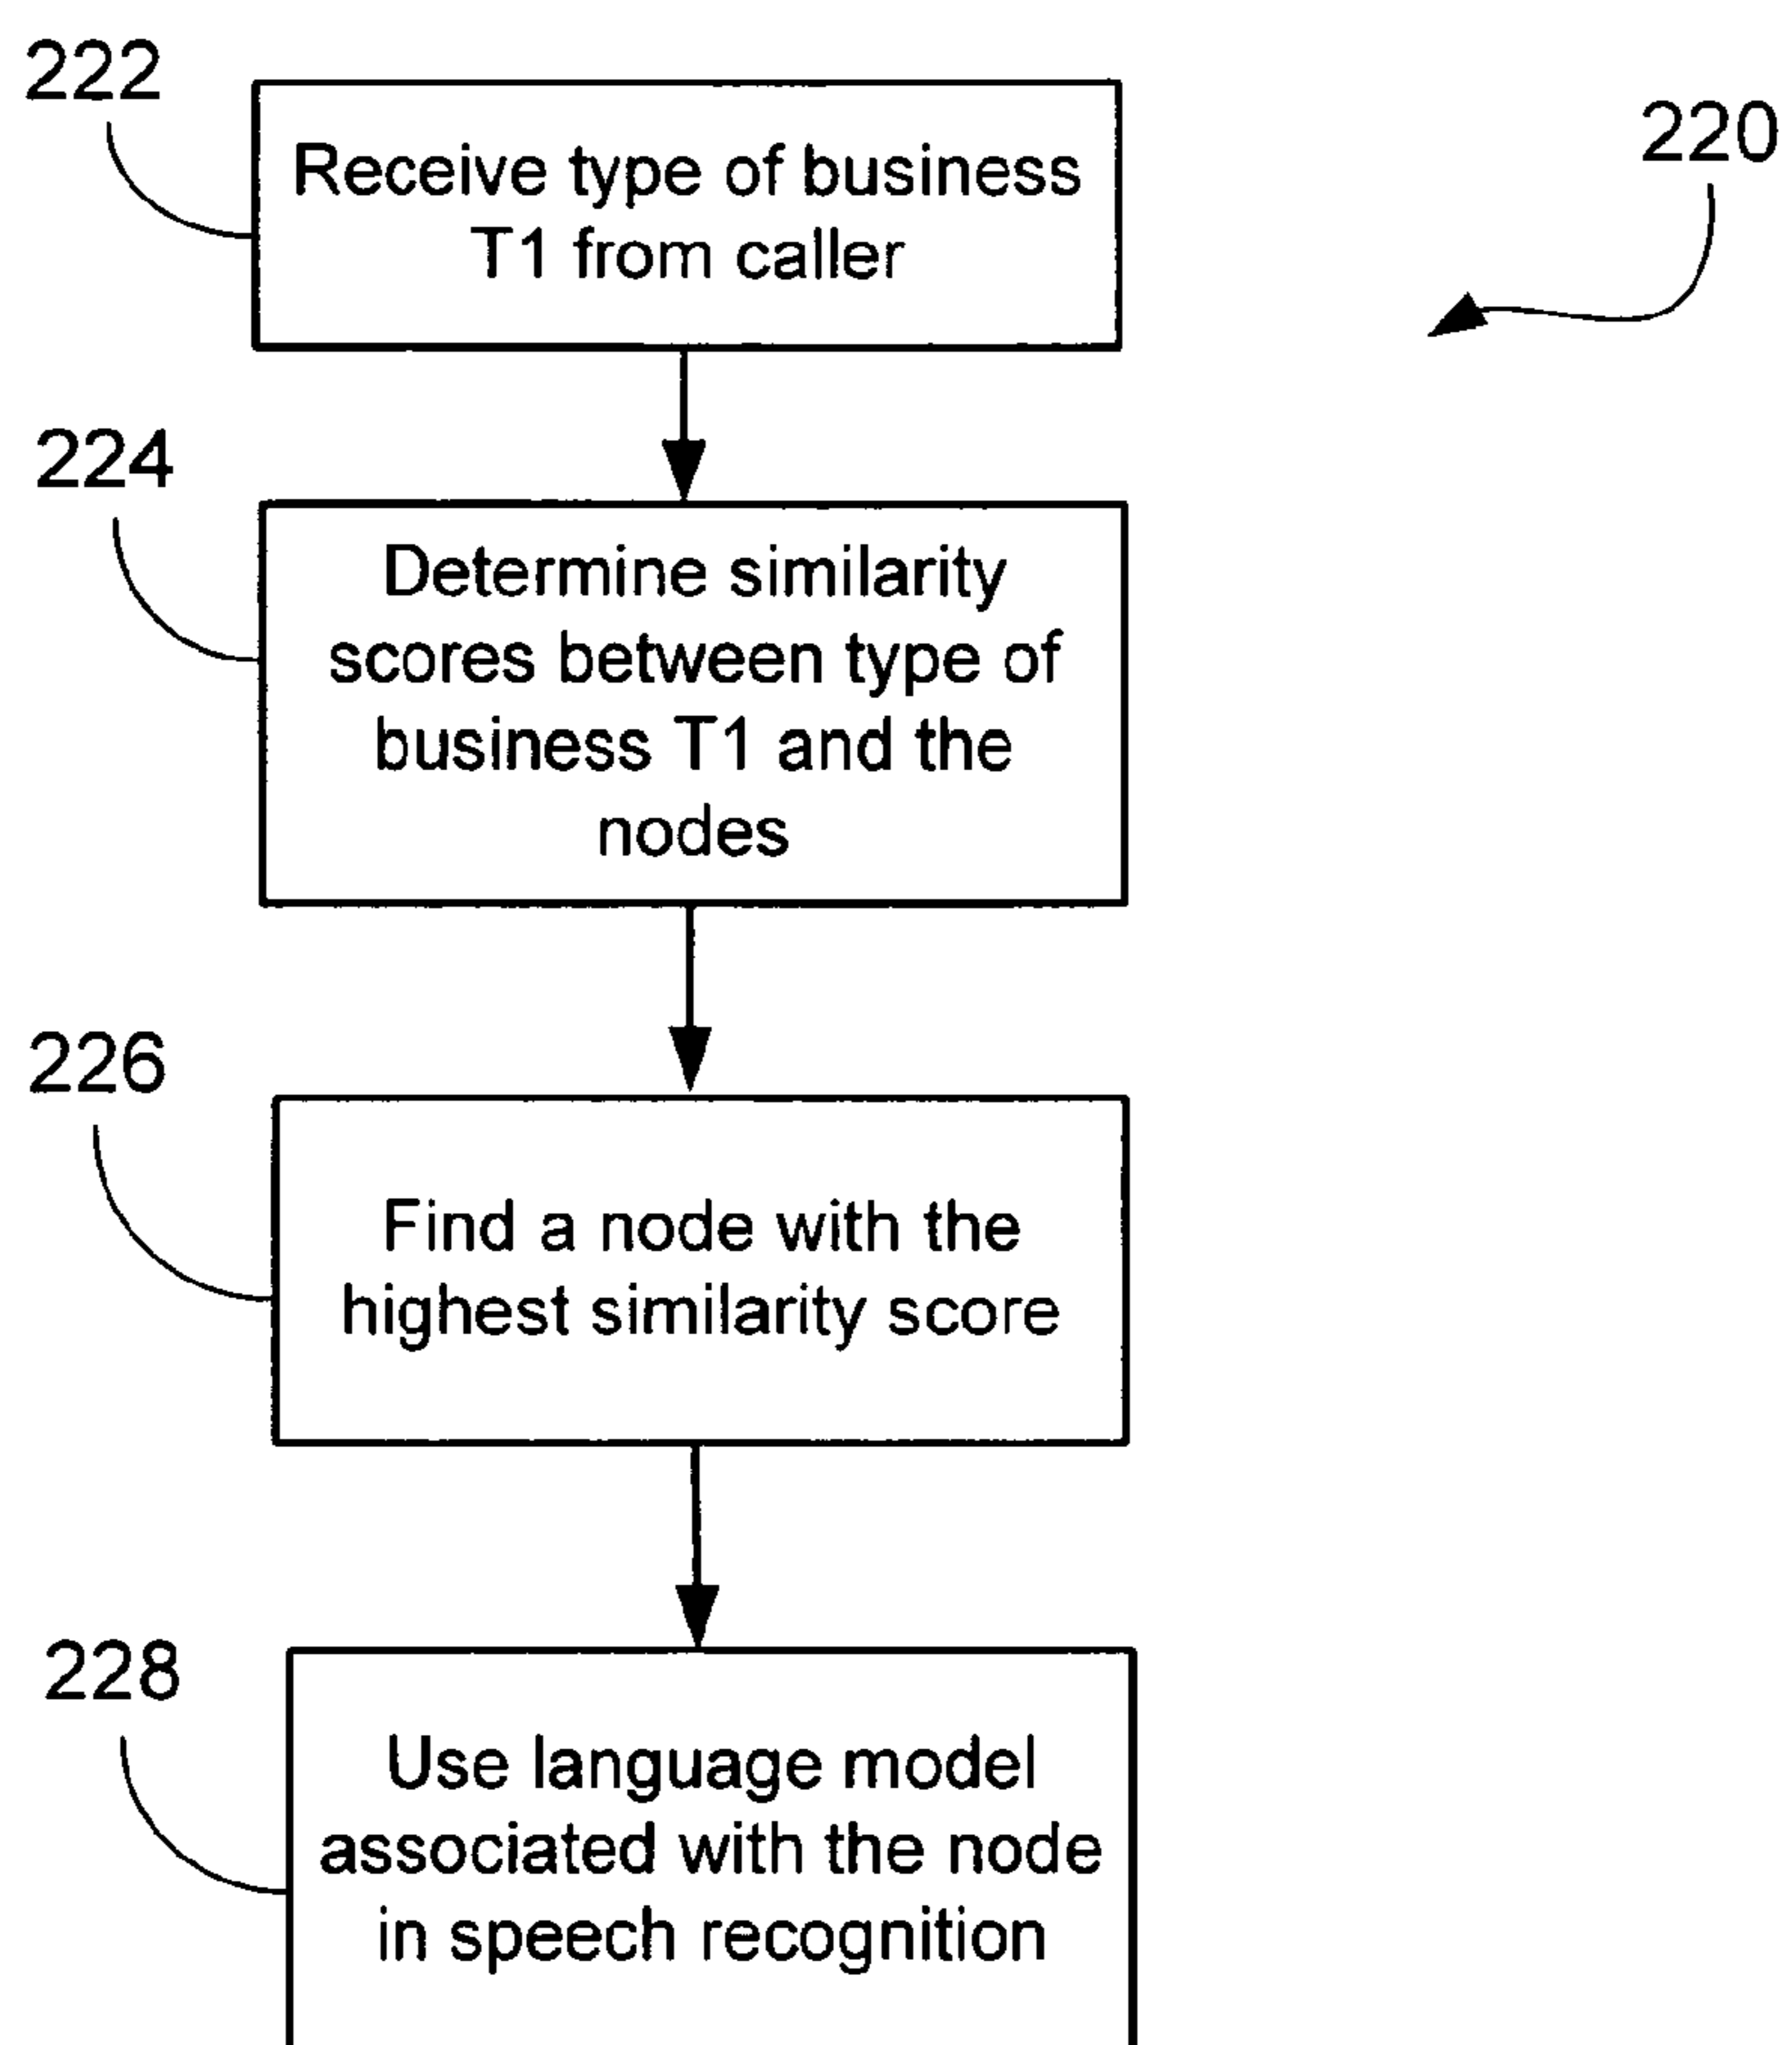 222
220
Receive type of business
T1 from caller
224
Determine similarity
scores between type of
business T1 and the
nodes
226
Find a node with the
highest similarity score
228
Use language model
associated with the node
in speech recognition